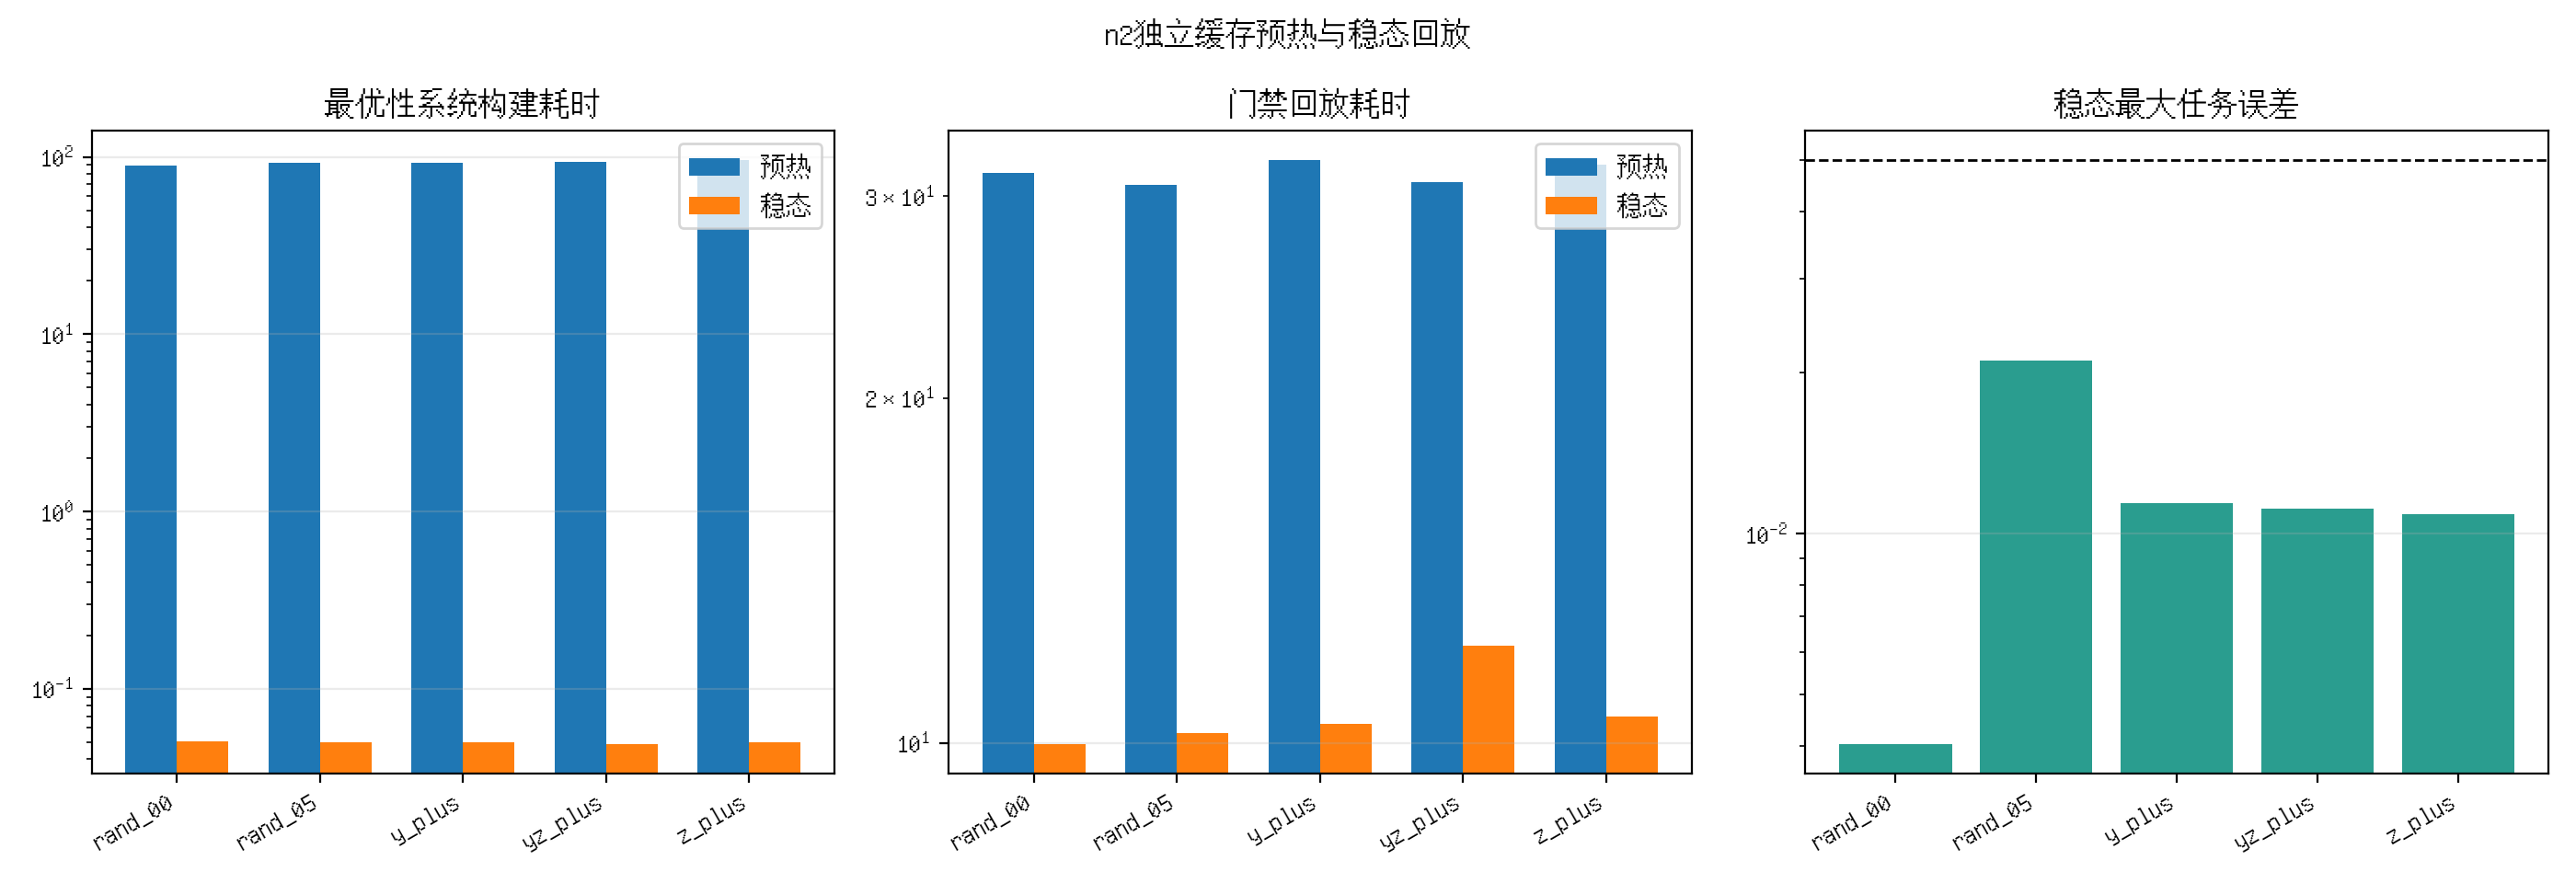 n2独立缓存预热与稳态回放
最优性系统构建耗时
10²
10¹
10⁰
10⁻¹
预热
稳态
rand_00
rand_05
y_plus
yz_plus
z_plus
门禁回放耗时
3×10¹
2×10¹
10¹
预热
稳态
rand_00
rand_05
y_plus
yz_plus
z_plus
稳态最大任务误差
10⁻²
rand_00
rand_05
y_plus
yz_plus
z_plus